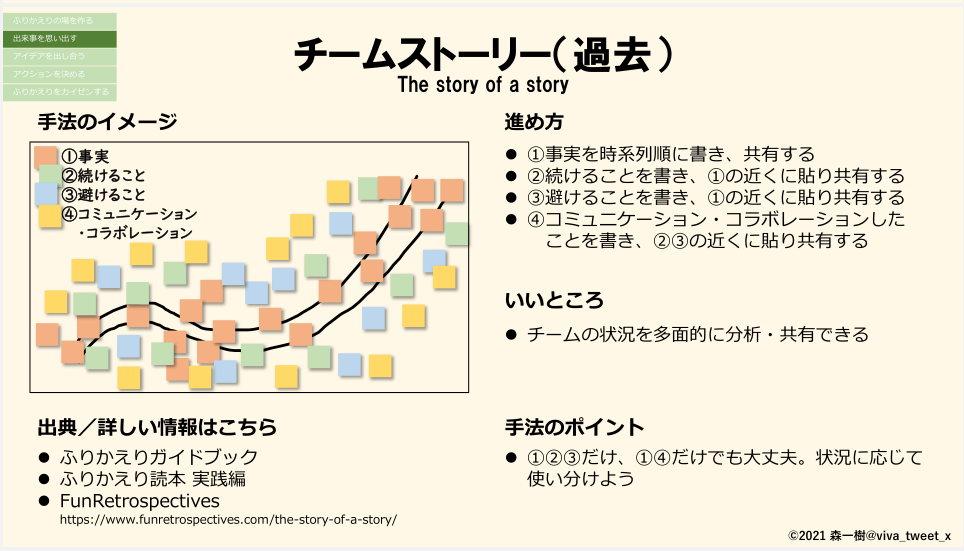 ふりかえりの場を作る
出来事を思い出す
アイデアを出し合う
アクションを決める
ふりかえりをカイゼンする
チームストーリー（過去）
The story of a story
手法のイメージ
①事実
②続けること
③避けること
④コミュニケーション
・コラボレーション
進め方
● ①事実を時系列順に書き、共有する
● ②続けることを書き、①の近くに貼り共有する
● ③避けることを書き、①の近くに貼り共有する
● ④コミュニケーション・コラボレーションした
ことを書き、②③の近くに貼り共有する
いいところ
● チームの状況を多面的に分析・共有できる
出典／詳しい情報はこちら
● ふりかえりガイドブック
● ふりかえり読本 実践編
● FunRetrospectives
https://www.funretrospectives.com/the-story-of-a-story/
手法のポイント
● ①②③だけ、①④だけでも大丈夫。状況に応じて
使い分けよう
©2021 森一樹@viva_tweet_x